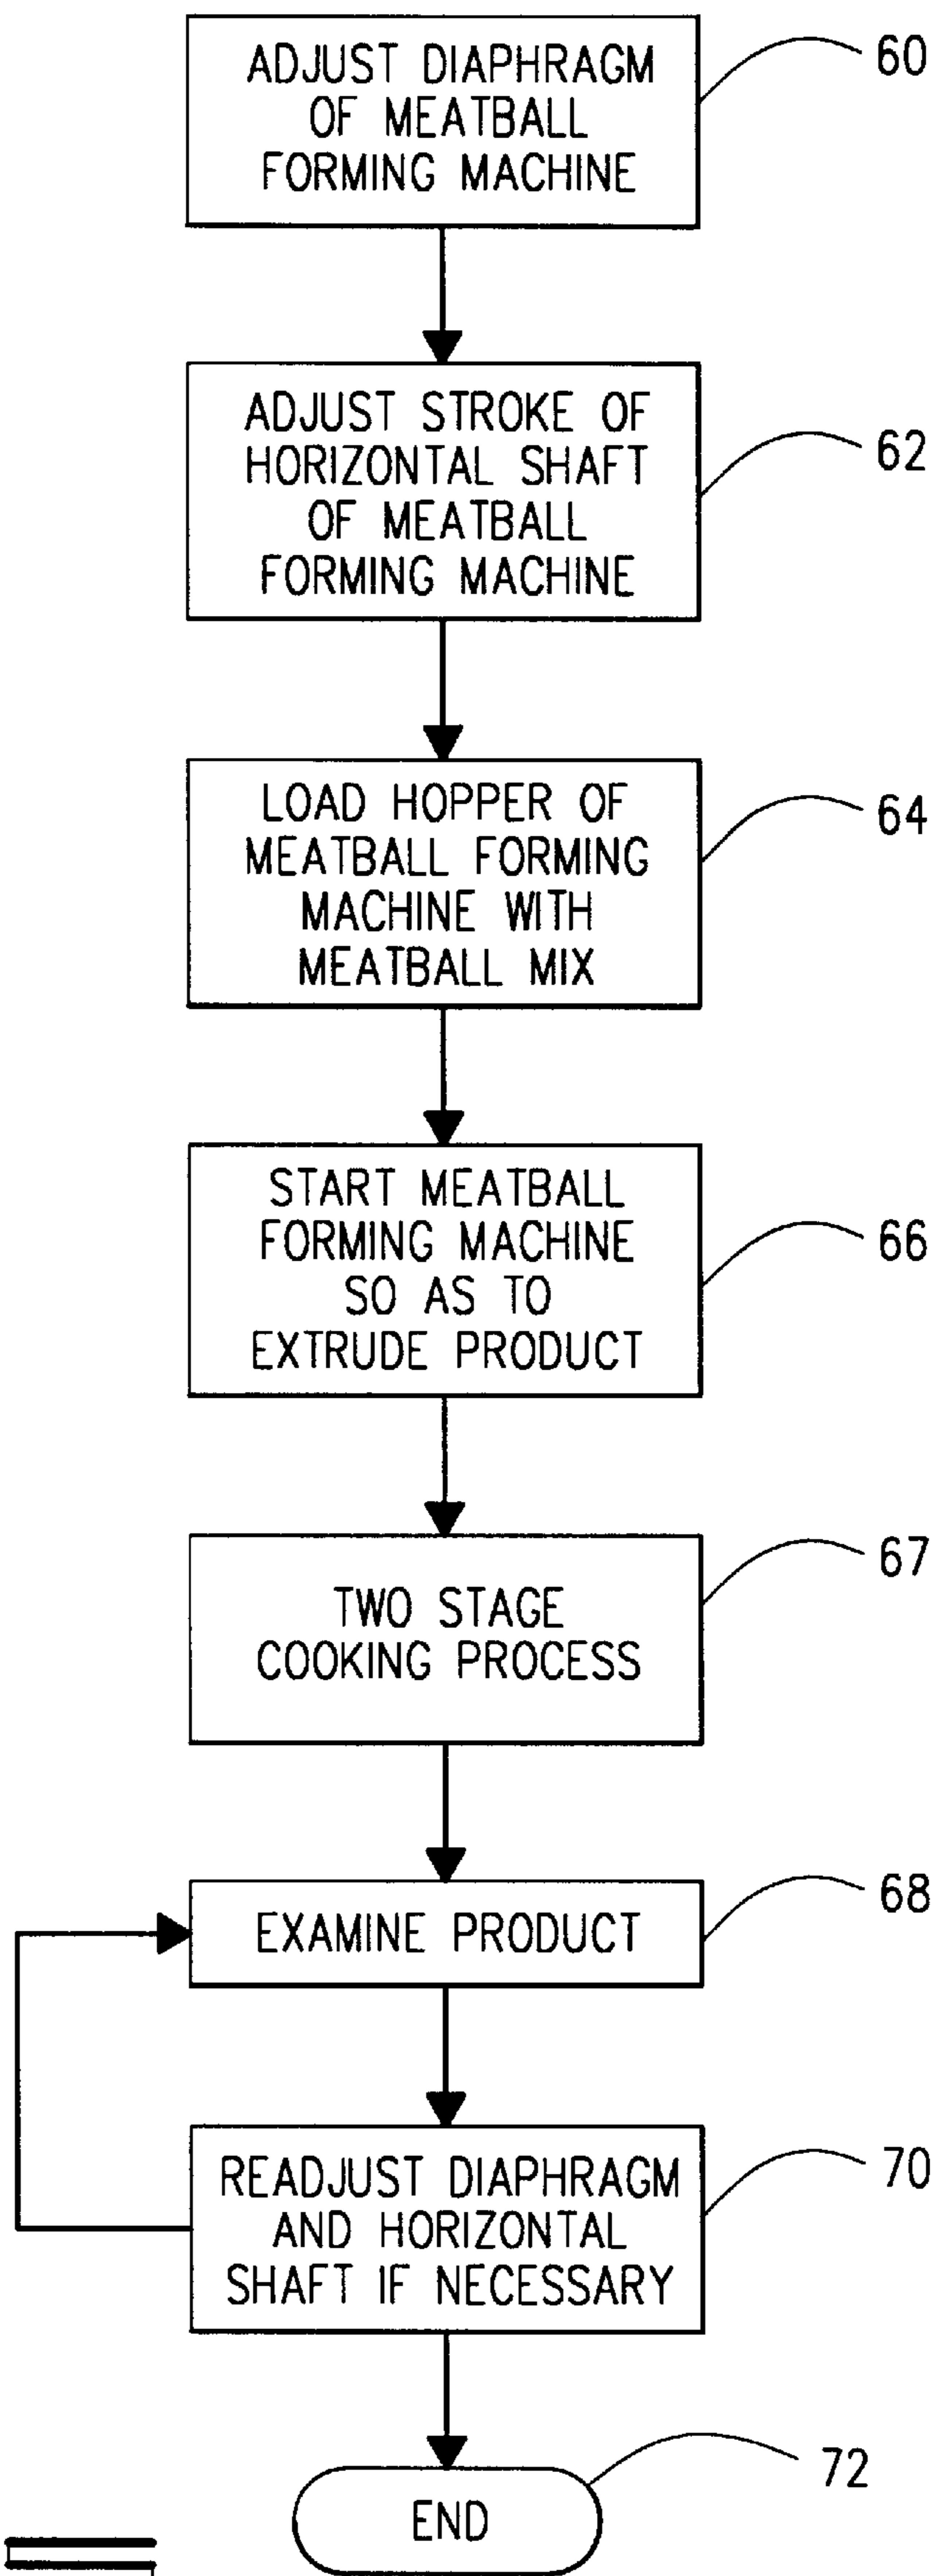 ADJUST DIAPHRAGM
OF MEATBALL
FORMING MACHINE
60
ADJUST STROKE OF
HORIZONTAL SHAFT
OF MEATBALL
FORMING MACHINE
62
LOAD HOPPER OF
MEATBALL FORMING
MACHINE WITH
MEATBALL MIX
64
START MEATBALL
FORMING MACHINE
SO AS TO
EXTRUDE PRODUCT
66
TWO STAGE
COOKING PROCESS
67
EXAMINE PRODUCT
68
READJUST DIAPHRAGM
AND HORIZONTAL
SHAFT IF NECESSARY
70
END
72